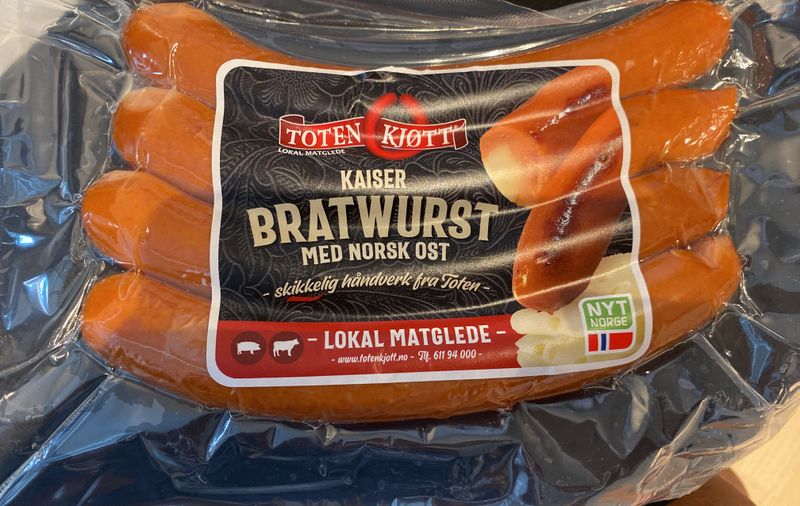 TOTEN KJØTT
LOKAL MATGLEDE
KAISER
BRATWURST
MED NORSK OST
- skikkelig håndverk fra Toten -
- LOKAL MATGLEDE -
- www.totenkjott.no - Tlf. 611 94 000 -
NYT
NORGE